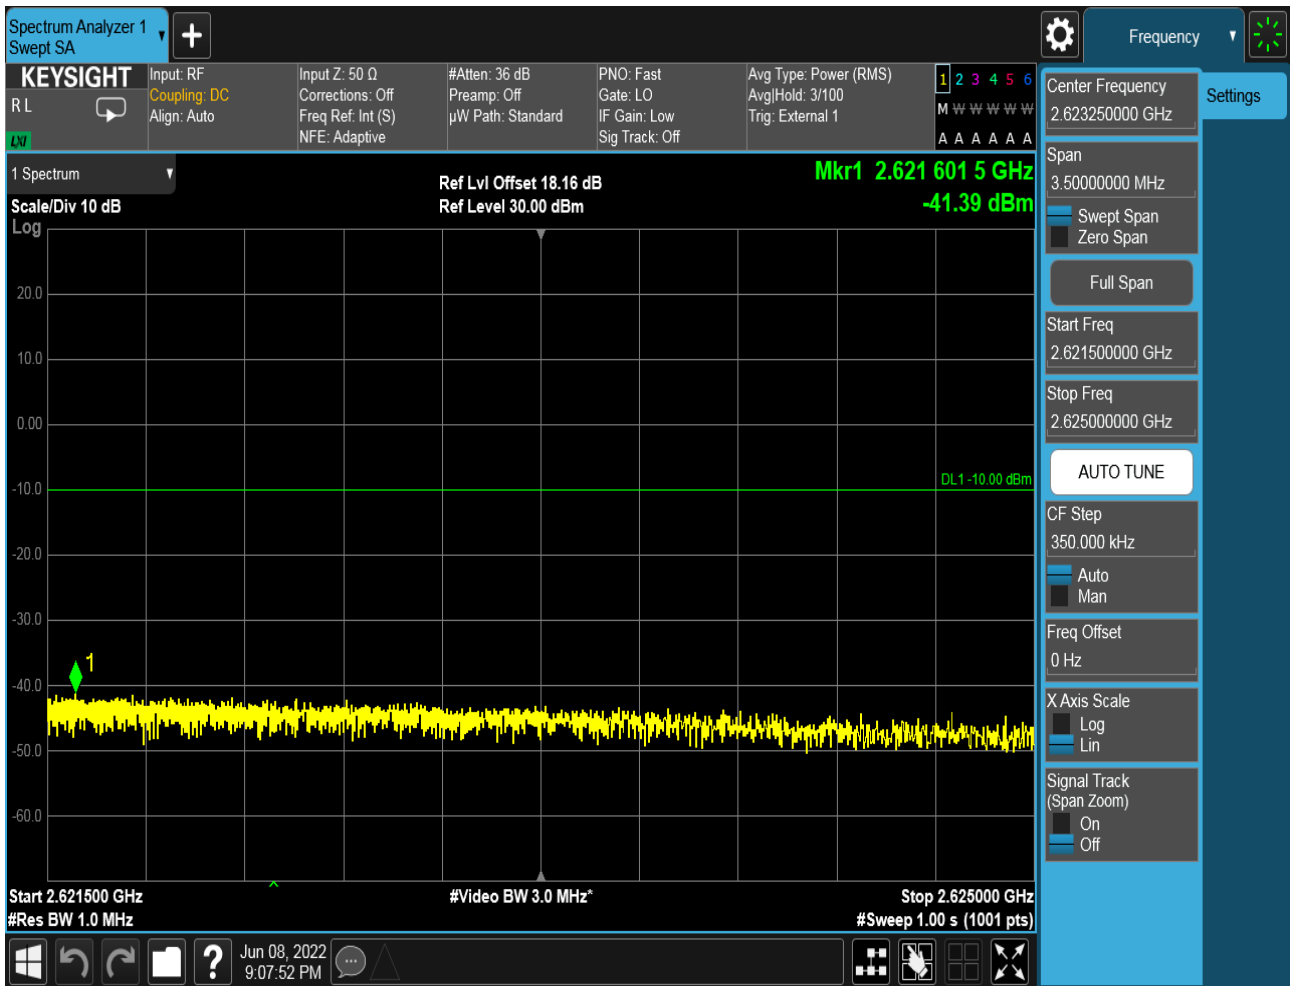 Spectrum Analyzer 1
Swept SA
Frequency
KEYSIGHT
R L
LXI
Input: RF
Coupling: DC
Align: Auto
Input Z: 50 Ω
Corrections: Off
Freq Ref: Int (S)
NFE: Adaptive
#Atten: 36 dB
Preamp: Off
µW Path: Standard
PNO: Fast
Gate: LO
IF Gain: Low
Sig Track: Off
Avg Type: Power (RMS)
Avg|Hold: 3/100
Trig: External 1
1 2 3 4 5 6
M W W W W W
A A A A A A
1 Spectrum
Scale/Div 10 dB
Log
Ref Lvl Offset 18.16 dB
Ref Level 30.00 dBm
Mkr1 2.621 601 5 GHz
-41.39 dBm
20.0
10.0
0.00
-10.0
DL1 -10.00 dBm
-20.0
-30.0
1
-40.0
-50.0
-60.0
Start 2.621500 GHz
#Res BW 1.0 MHz
#Video BW 3.0 MHz*
Stop 2.625000 GHz
#Sweep 1.00 s (1001 pts)
?
Jun 08, 2022
9:07:52 PM
Center Frequency
2.623250000 GHz
Settings
Span
3.50000000 MHz
Swept Span
Zero Span
Full Span
Start Freq
2.621500000 GHz
Stop Freq
2.625000000 GHz
AUTO TUNE
CF Step
350.000 kHz
Auto
Man
Freq Offset
0 Hz
X Axis Scale
Log
Lin
Signal Track
(Span Zoom)
On
Off